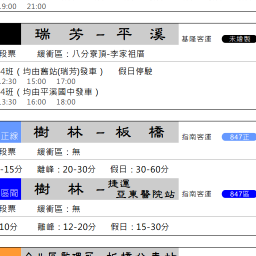 19:00 21:00
瑞芳－平溪 基隆客運 未編製
段票 緩衝區：八分寮頂-李家祖厝
4班（均由舊站(瑞芳)發車） 假日停駛
12:30 15:00 17:00
4班（均由平溪國中發車）
13:30 16:00 18:00
正線 樹林－板橋 指南客運 847正
段票 緩衝區：無
-15分 離峰：20-30分 假日：30-60分
區間 樹林－捷運亞東醫院站 指南客運 847區
段票 緩衝區：無
10分 離峰：12-20分 假日：15-30分